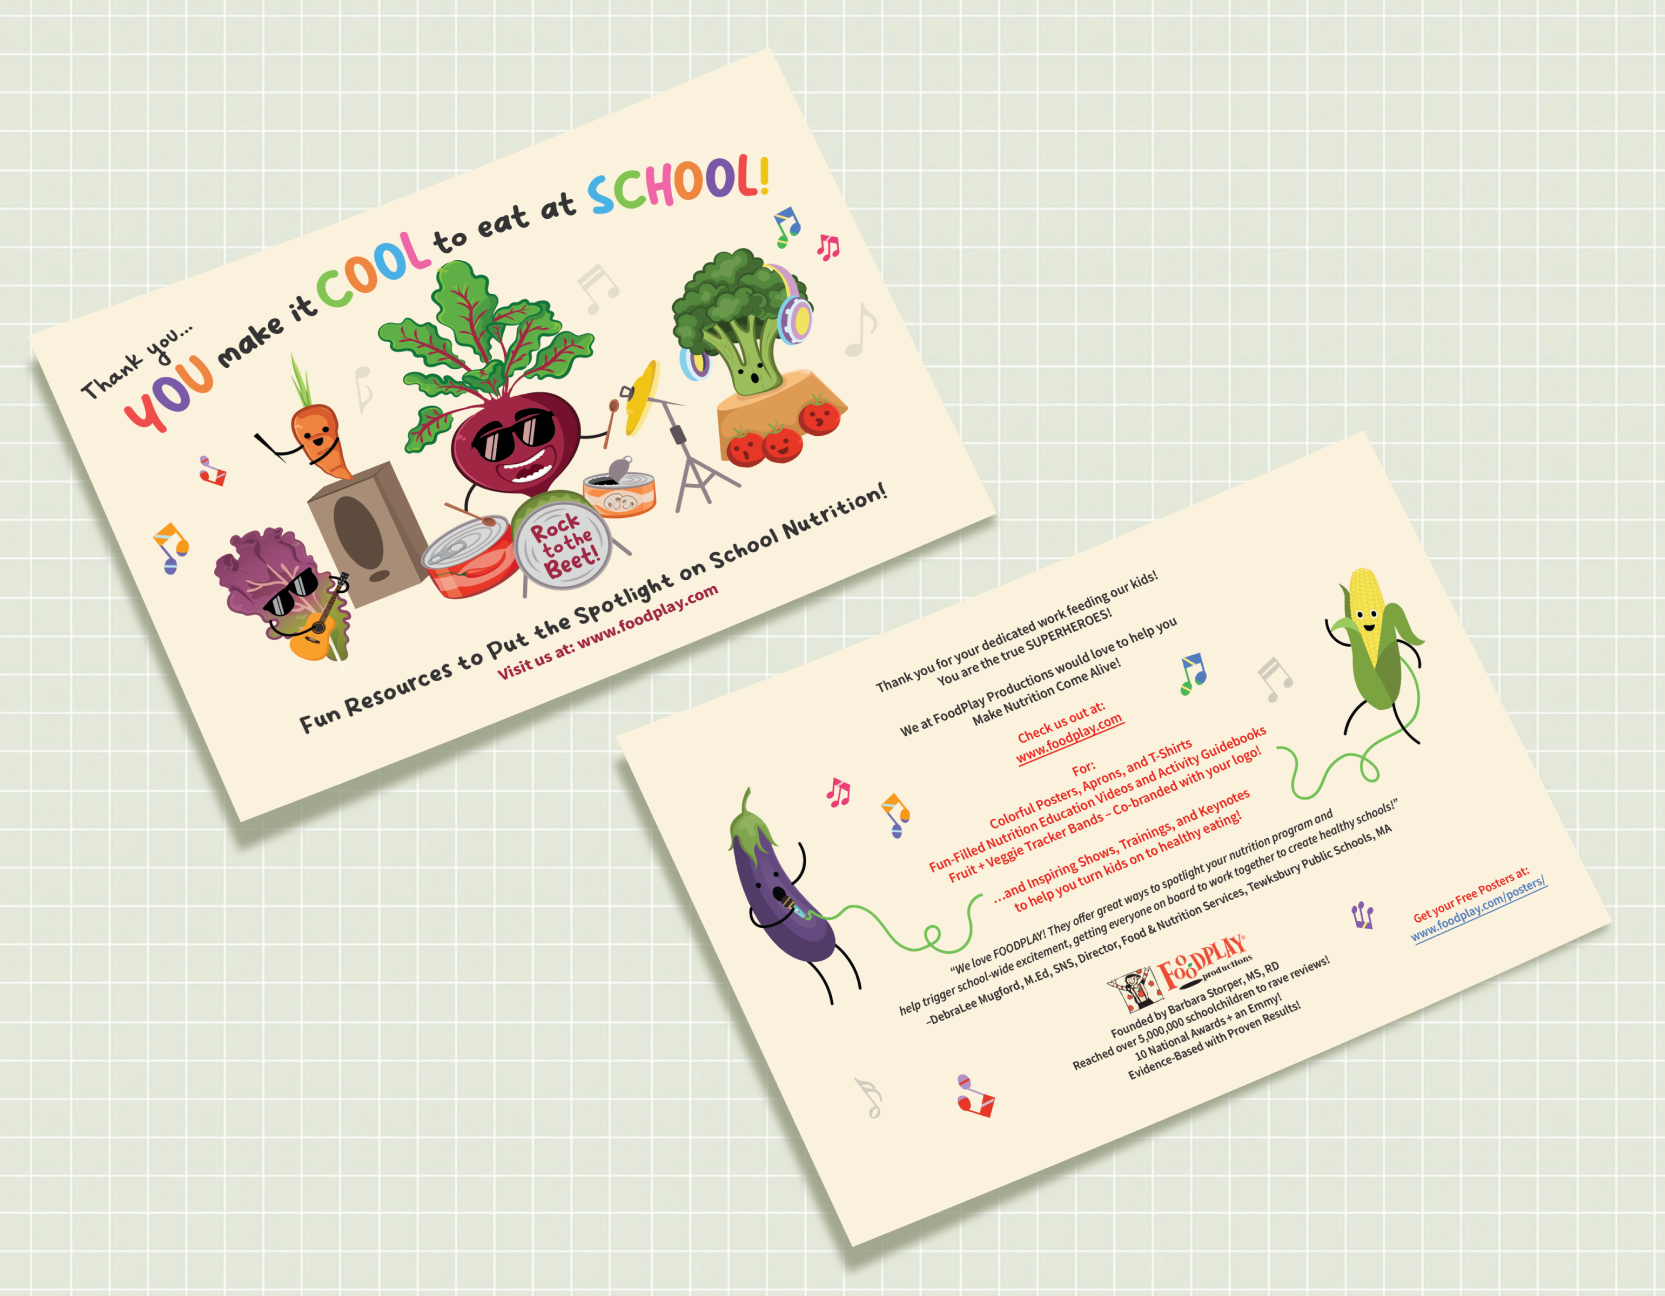 Thank you...
YOU make it COOL to eat at SCHOOL!
Rock
to the
Beet!
Fun Resources to Put the Spotlight on School Nutrition!
Visit us at: www.foodplay.com
Thank you for your dedicated work feeding our kids!
You are the true SUPERHEROES!
We at FoodPlay Productions would love to help you
Make Nutrition Come Alive!
Check us out at:
www.foodplay.com
For:
Colorful Posters, Aprons, and T-Shirts
Fun-Filled Nutrition Education Videos and Activity Guidebooks
Fruit + Veggie Tracker Bands – Co-branded with your logo!
...and Inspiring Shows, Trainings, and Keynotes
to help you turn kids on to healthy eating!
“We love FOODPLAY! They offer great ways to spotlight your nutrition program and
help trigger school-wide excitement, getting everyone on board to work together to create healthy schools!”
–DebraLee Mugford, M.Ed, SNS, Director, Food & Nutrition Services, Tewksbury Public Schools, MA
FOODPLAY
productions
Founded by Barbara Storper, MS, RD
Reached over 5,000,000 schoolchildren to rave reviews!
10 National Awards + an Emmy!
Evidence-Based with Proven Results!
Get your Free Posters at:
www.foodplay.com/posters/